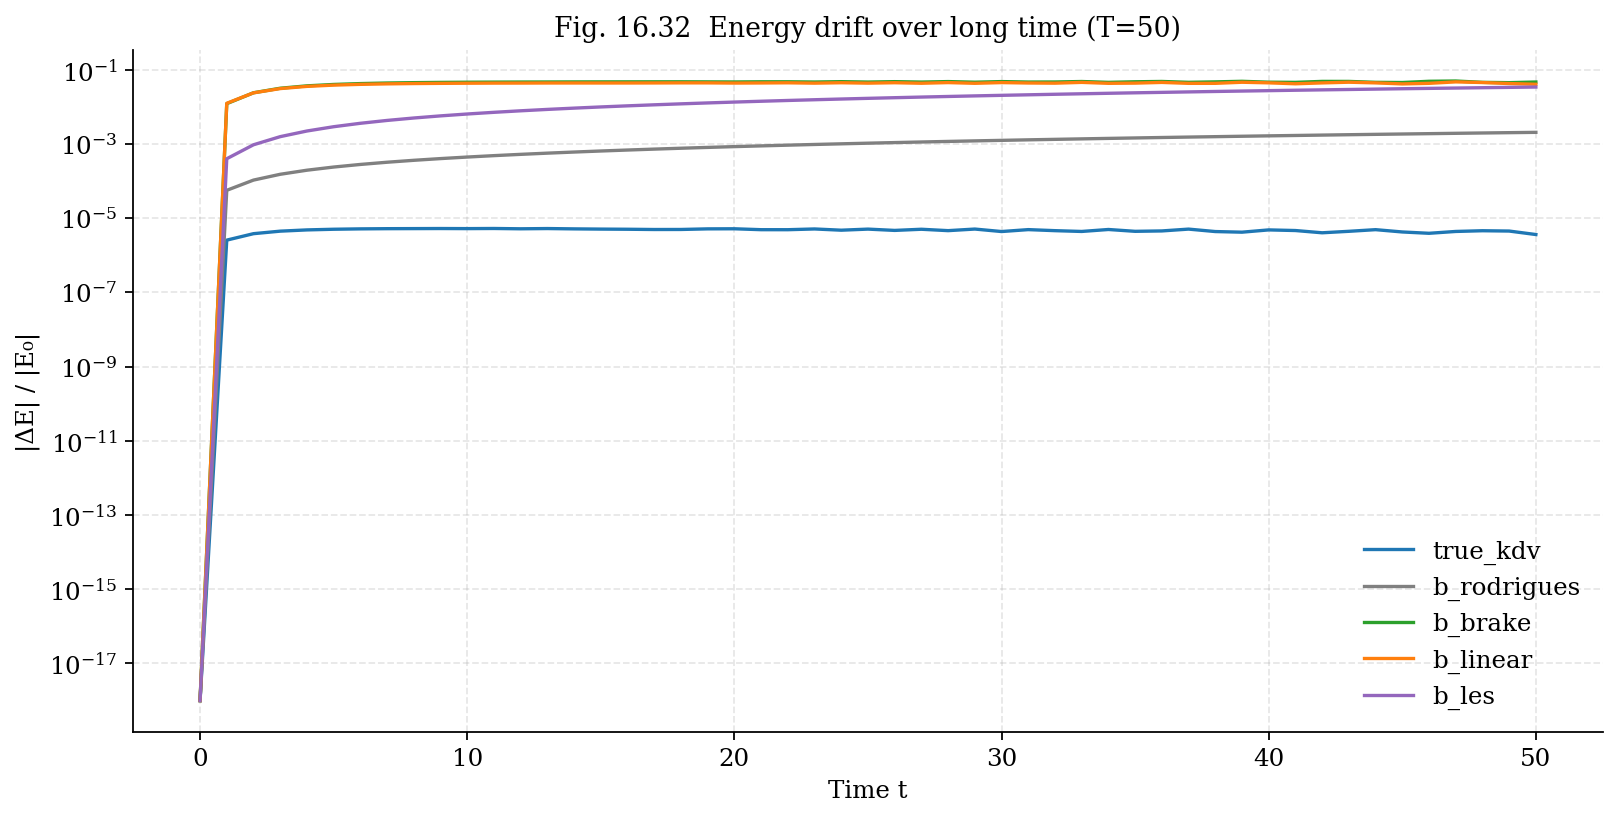 Fig. 16.32  Energy drift over long time (T=50)
|ΔE| / |E₀|
10⁻¹
10⁻³
10⁻⁵
10⁻⁷
10⁻⁹
10⁻¹¹
10⁻¹³
10⁻¹⁵
10⁻¹⁷
true_kdv
b_rodrigues
b_brake
b_linear
b_les
0 10 20 30 40 50
Time t